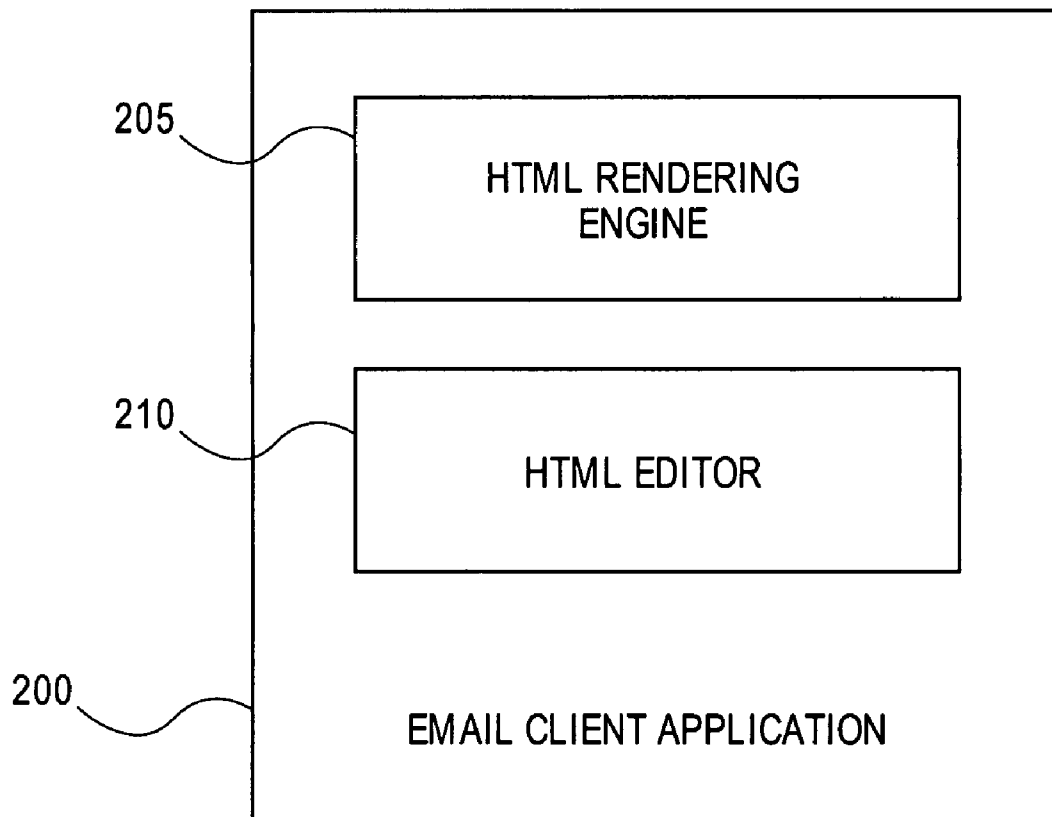 205
HTML RENDERING
ENGINE
210
HTML EDITOR
200
EMAIL CLIENT APPLICATION